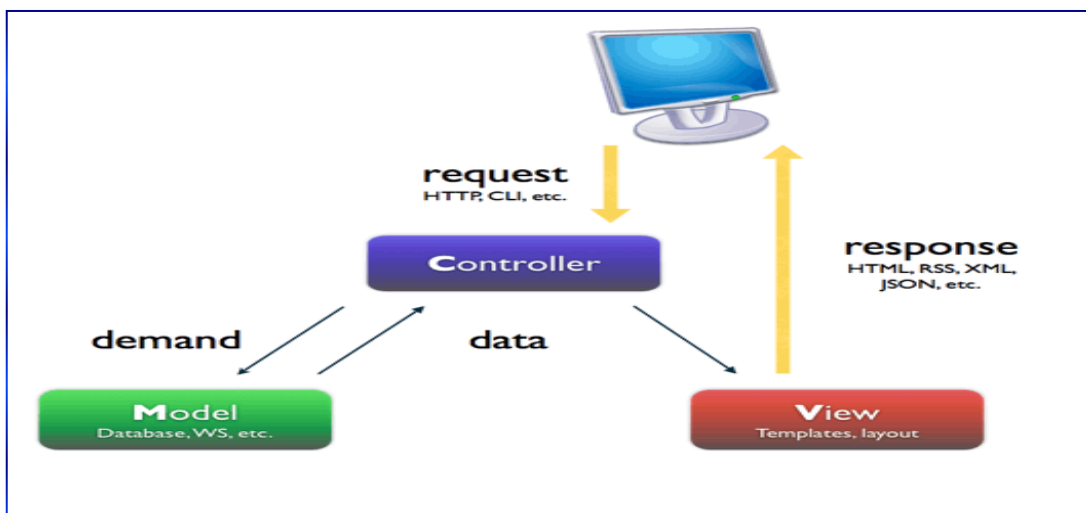 request
HTTP, CLI, etc.
Controller
response
HTML, RSS, XML,
JSON, etc.
demand
data
Model
Database, WS, etc.
View
Templates, layout